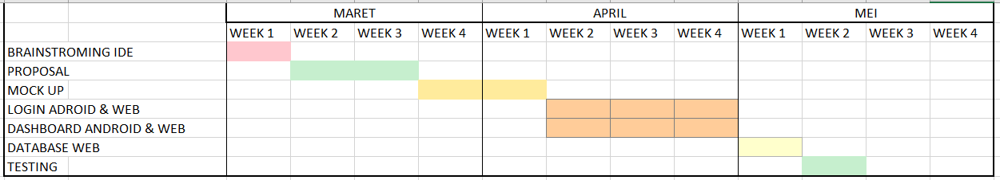 MARET APRIL MEI
WEEK 1 WEEK 2 WEEK 3 WEEK 4 WEEK 1 WEEK 2 WEEK 3 WEEK 4 WEEK 1 WEEK 2 WEEK 3 WEEK 4
BRAINSTROMING IDE
PROPOSAL
MOCK UP
LOGIN ADROID & WEB
DASHBOARD ANDROID & WEB
DATABASE WEB
TESTING